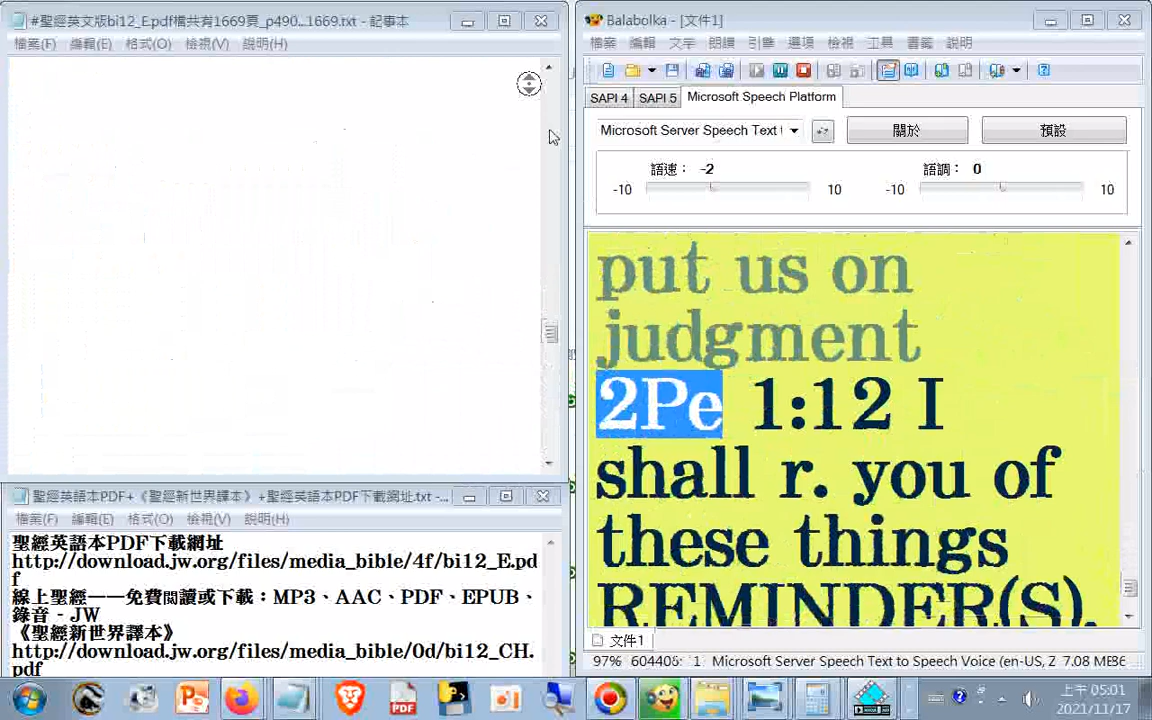 #聖經英文版bi12_E.pdf檔共有1669頁_p490...1669.txt - 記事本
檔案(F) 編輯(E) 格式(O) 檢視(V) 說明(H)
聖經英語本PDF+《聖經新世界譯本》+聖經英語本PDF下載網址.txt -...
檔案(F) 編輯(E) 格式(O) 檢視(V) 說明(H)
聖經英語本PDF下載網址
http://download.jw.org/files/media_bible/4f/bi12_E.pd
f
線上聖經——免費閱讀或下載：MP3、AAC、PDF、EPUB、
錄音 - JW
《聖經新世界譯本》
http://download.jw.org/files/media_bible/0d/bi12_CH.
pdf
Balabolka - [文件1]
檔案 編輯 文字 朗讀 引擎 選項 檢視 工具 書籤 說明
SAPI 4 SAPI 5 Microsoft Speech Platform
Microsoft Server Speech Text 關於 預設
語速： -2 語調： 0
-10 10 -10 10
put us on
judgment
2Pe 1:12 I
shall r. you of
these things
REMINDER(S),
文件1
97% 604405: 1 Microsoft Server Speech Text to Speech Voice (en-US, Z 7.08 MB
上午 05:01
2021/11/17